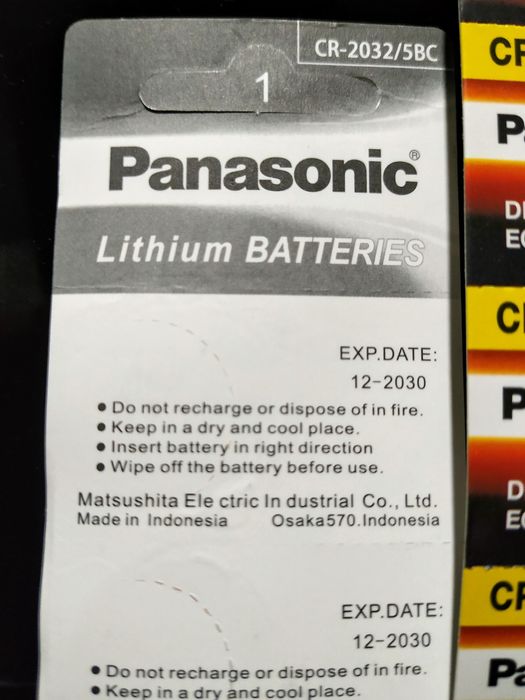 CR-2032/5BC
1
Panasonic®
Lithium BATTERIES
EXP.DATE:
12-2030
• Do not recharge or dispose of in fire.
• Keep in a dry and cool place.
• Insert battery in right direction
• Wipe off the battery before use.
Matsushita Ele ctric In dustrial Co., Ltd.
Made in Indonesia Osaka570.Indonesia
EXP.DATE:
12-2030
• Do not recharge or dispose of in fire.
• Keep in a dry and cool place.